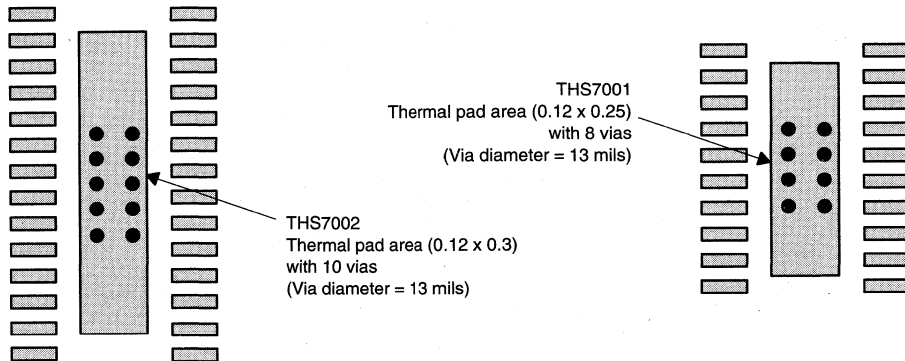 THS7001
Thermal pad area (0.12 x 0.25)
with 8 vias
(Via diameter = 13 mils)
THS7002
Thermal pad area (0.12 x 0.3)
with 10 vias
(Via diameter = 13 mils)